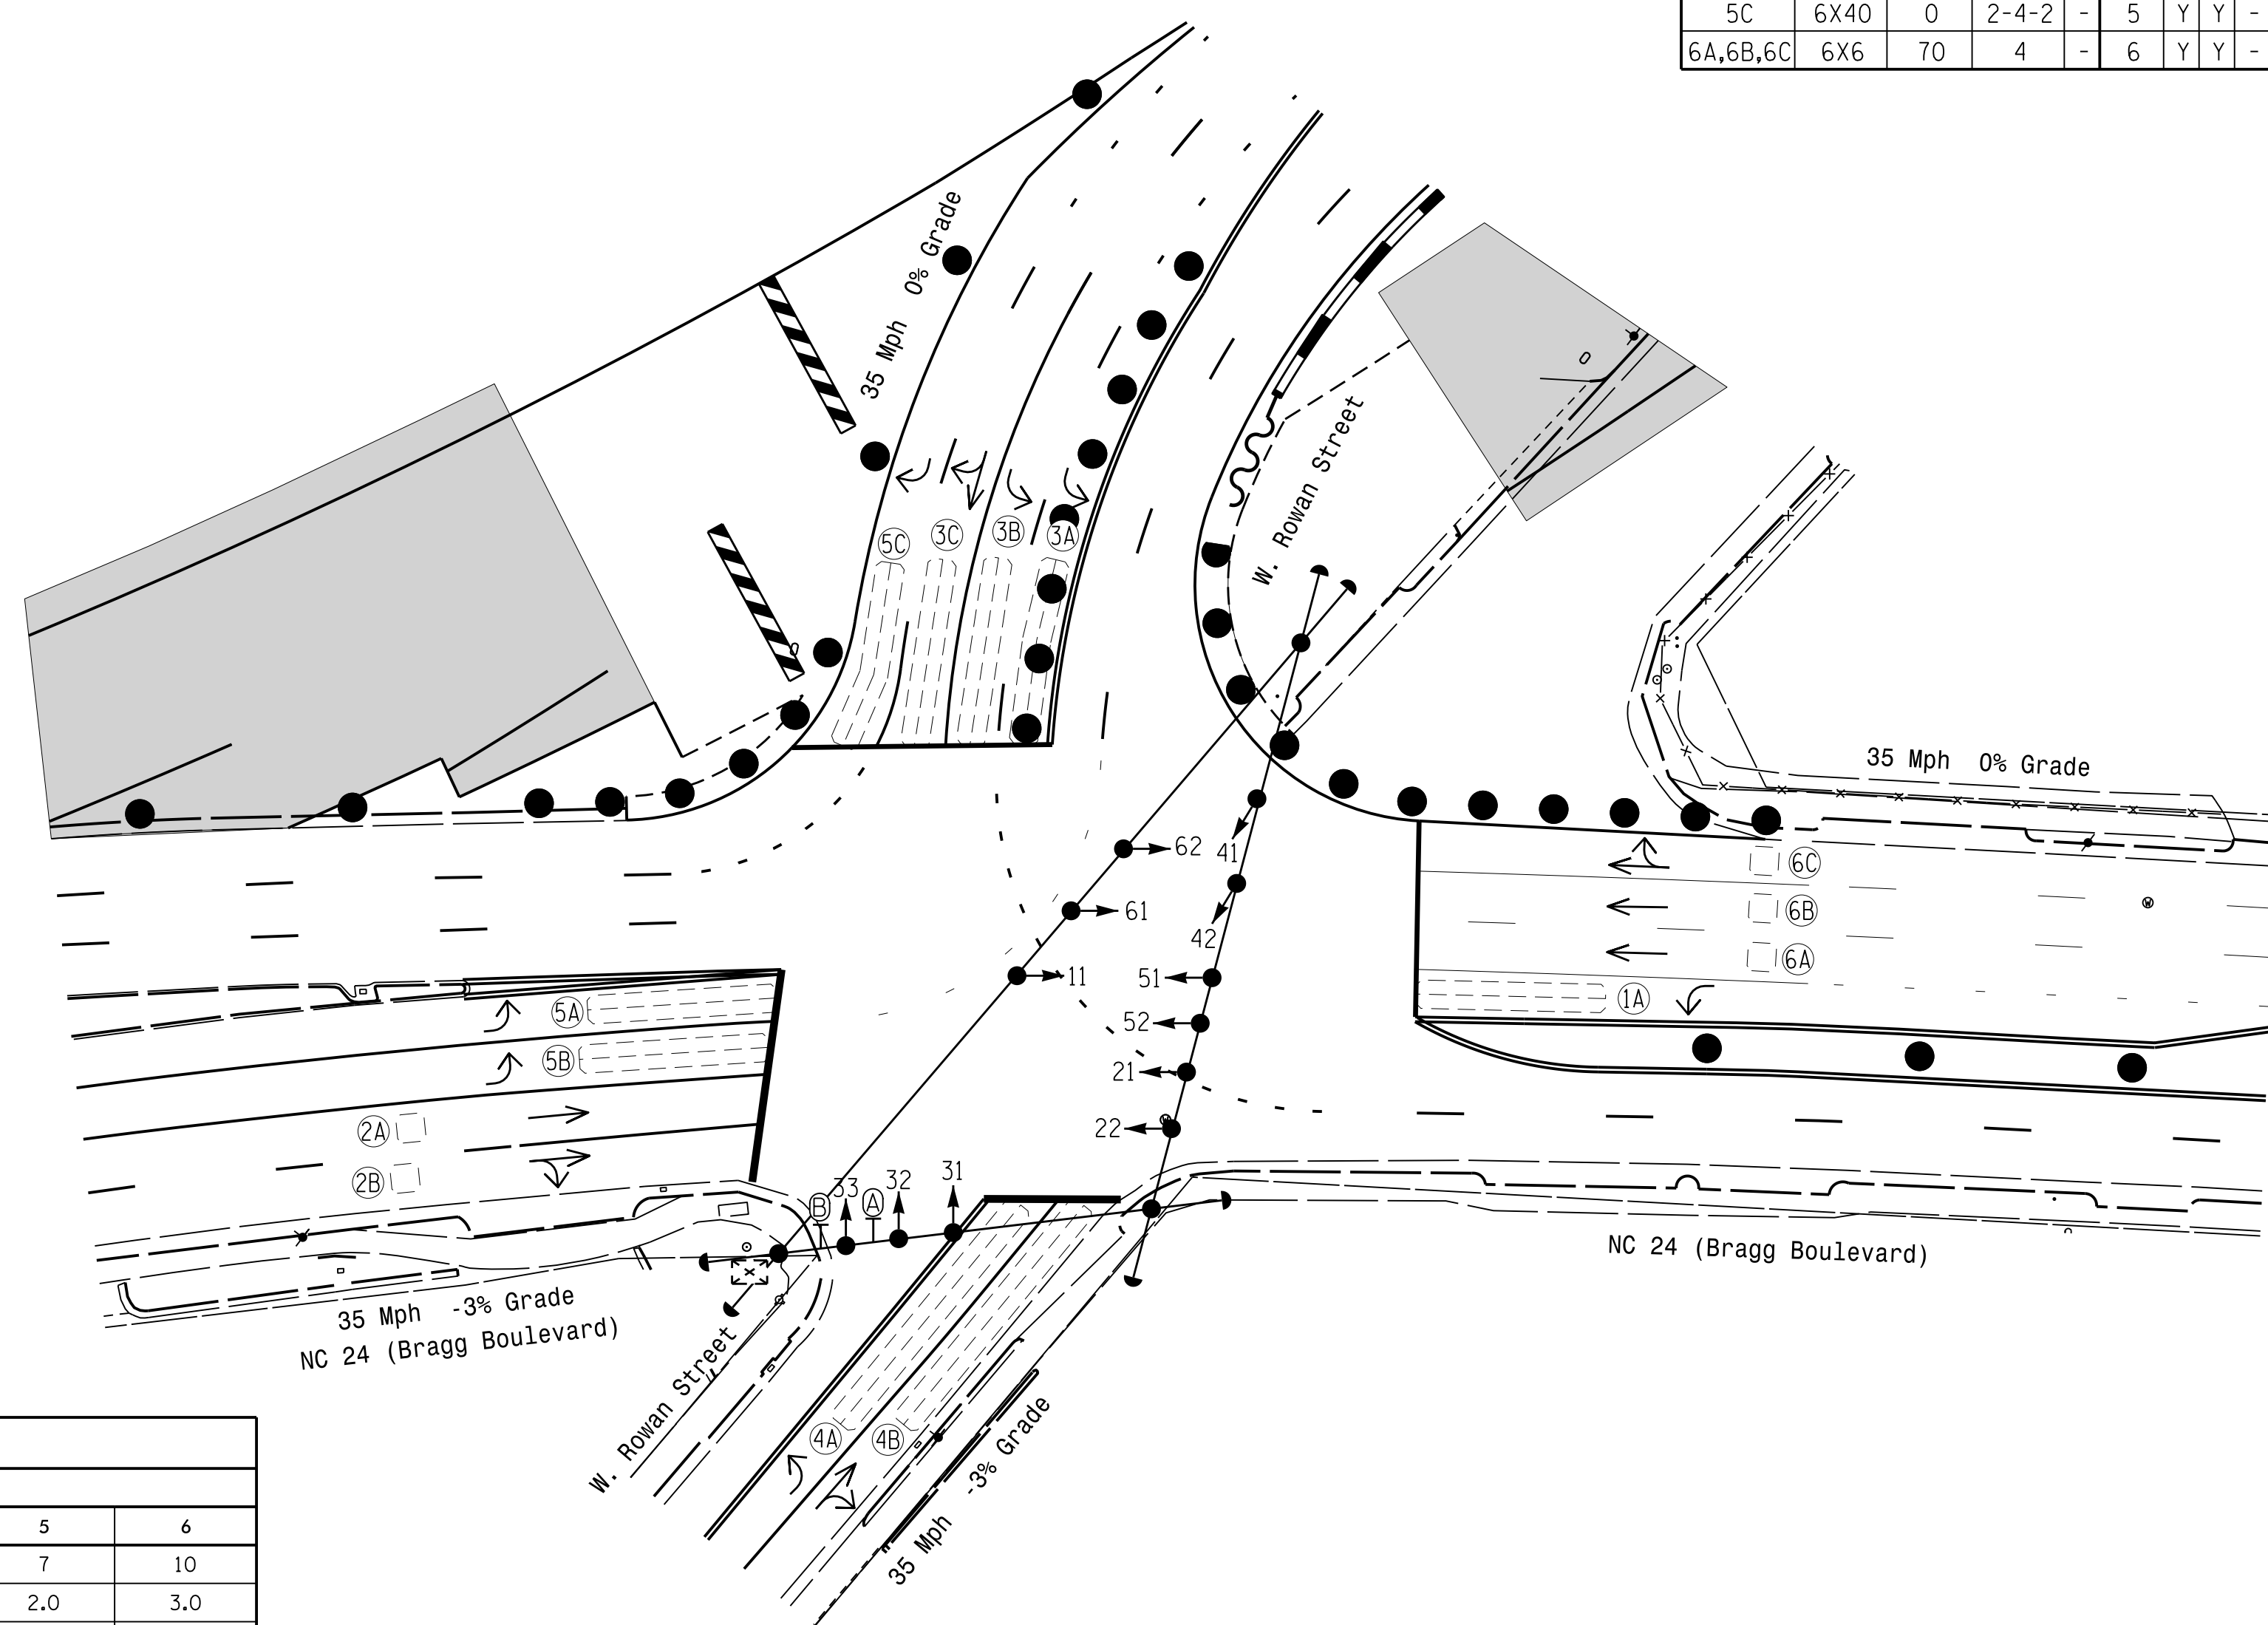 5C 6X40 0 2-4-2 - 5 Y Y -
6A,6B,6C 6X6 70 4 - 6 Y Y -
35 Mph 0% Grade
W. Rowan Street
5C
3C
3B
3A
35 Mph 0% Grade
62
41
61
42
11
51
52
21
22
6C
6B
6A
1A
5A
5B
2A
2B
B
33
A
32
31
NC 24 (Bragg Boulevard)
35 Mph -3% Grade
NC 24 (Bragg Boulevard)
W. Rowan Street
4A
4B
35 Mph -3% Grade
5 6
7 10
2.0 3.0